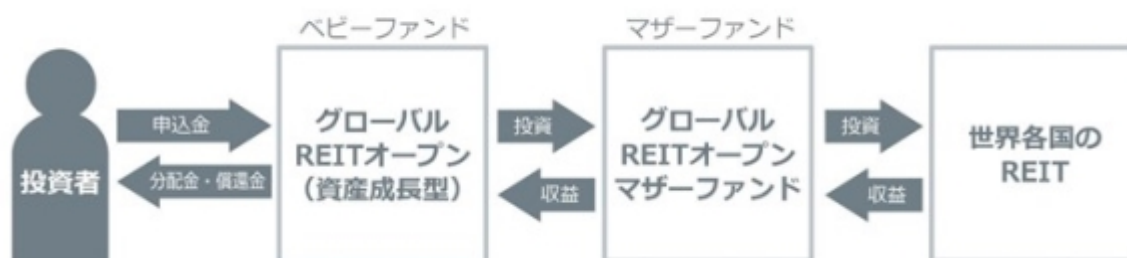 ベビーファンド
マザーファンド
投資者
申込金
分配金・償還金
グローバル
REITオープン
（資産成長型）
投資
収益
グローバル
REITオープン
マザーファンド
投資
収益
世界各国の
REIT